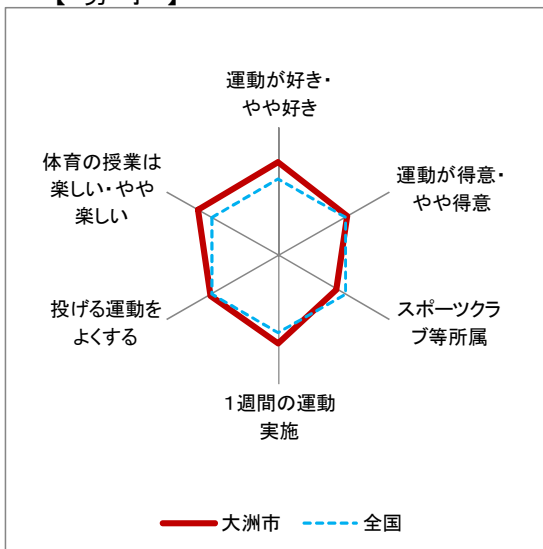 運動が好き・
やや好き
運動が得意・
やや得意
スポーツクラ
ブ等所属
1週間の運動
実施
投げる運動を
よくする
体育の授業は
楽しい・やや
楽しい
大洲市
全国